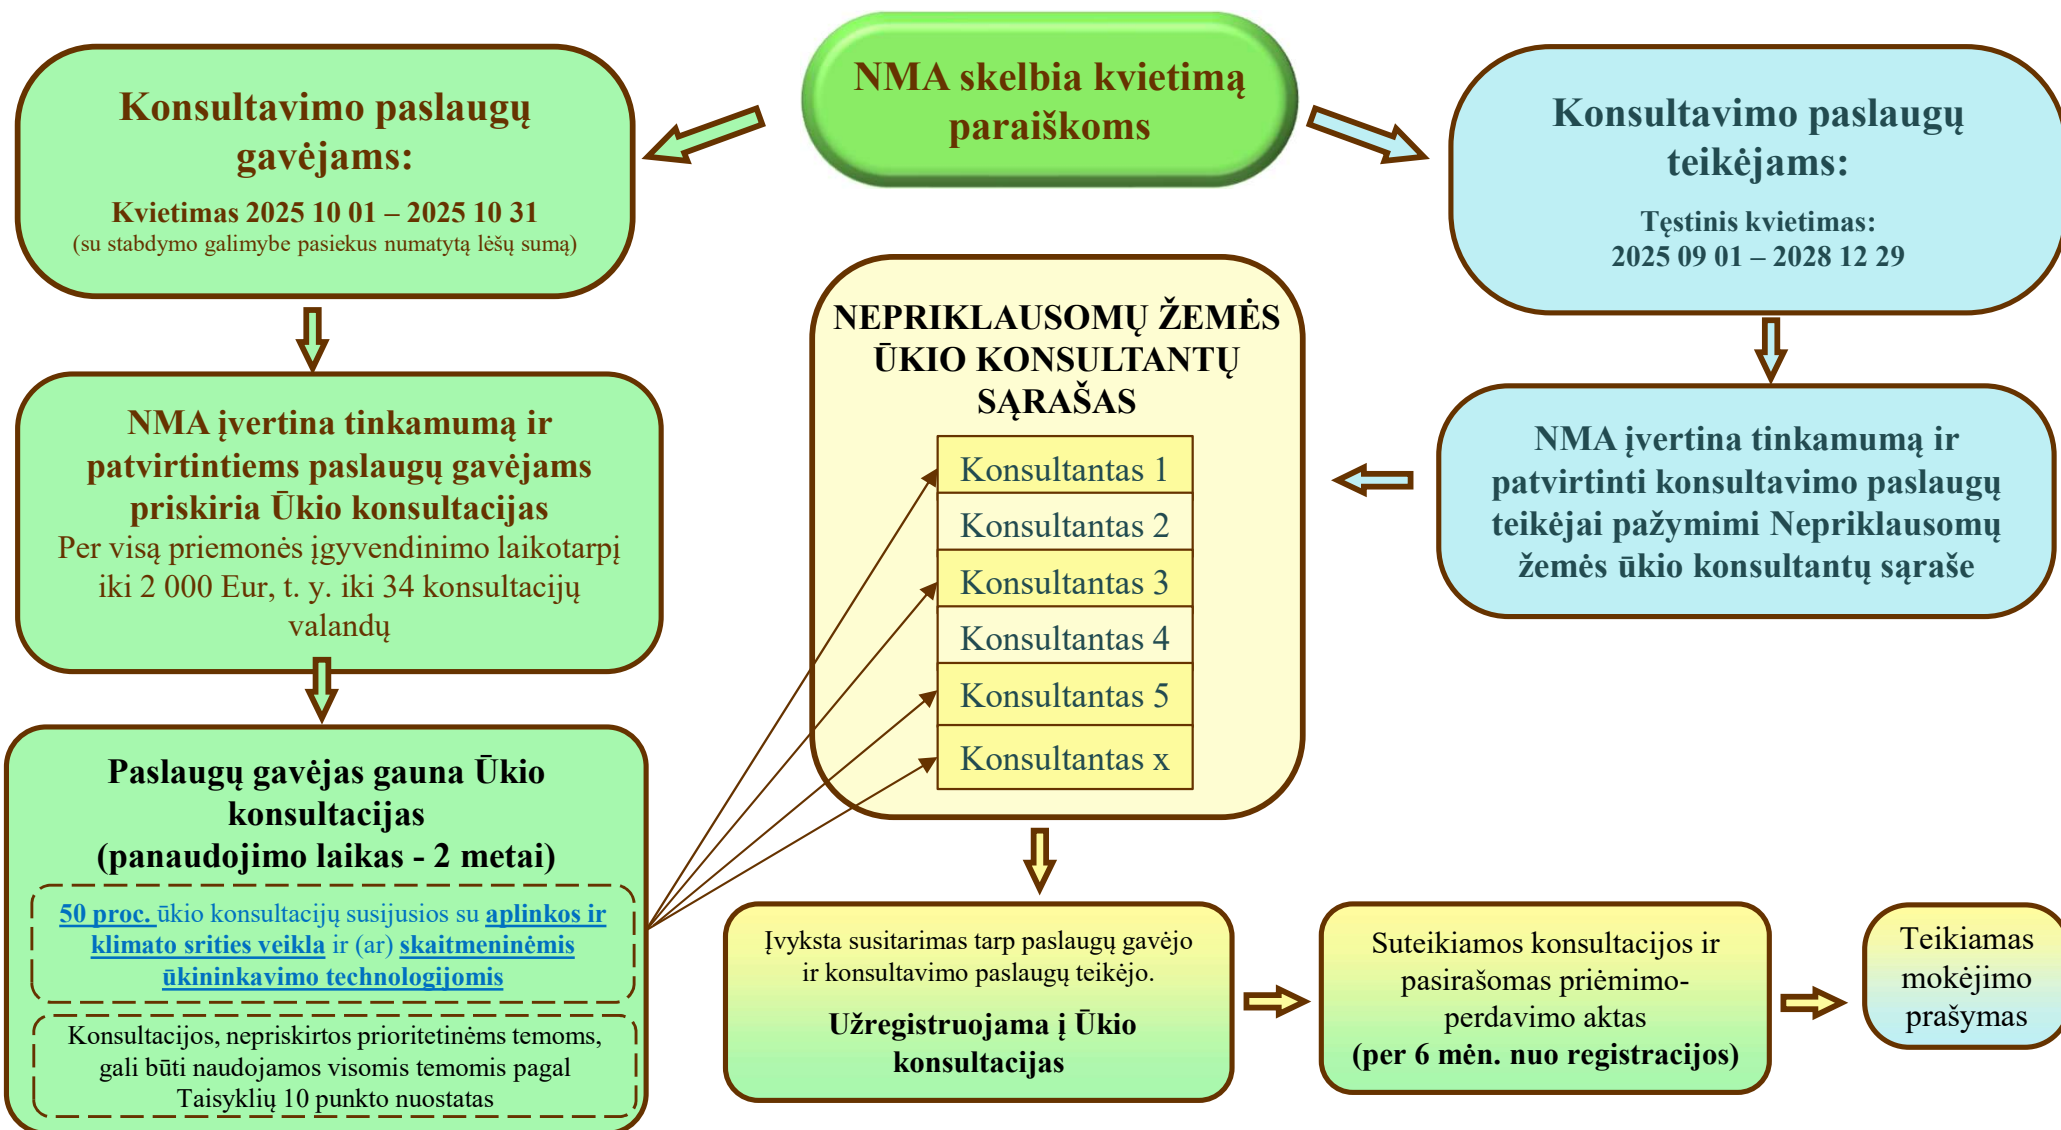 NMA skelbia kvietimą
paraiškoms
Konsultavimo paslaugų
gavėjams:
Kvietimas 2025 10 01 – 2025 10 31
(su stabdymo galimybe pasiekus numatytą lėšų sumą)
NMA įvertina tinkamumą ir
patvirtintiems paslaugų gavėjams
priskiria Ūkio konsultacijas
Per visą priemonės įgyvendinimo laikotarpį
iki 2 000 Eur, t. y. iki 34 konsultacijų
valandų
Paslaugų gavėjas gauna Ūkio
konsultacijas
(panaudojimo laikas - 2 metai)
50 proc. ūkio konsultacijų susijusios su aplinkos ir
klimato srities veikla ir (ar) skaitmeninėmis
ūkininkavimo technologijomis
Konsultacijos, nepriskirtos prioritetinėms temoms,
gali būti naudojamos visomis temomis pagal
Taisyklių 10 punkto nuostatas
Konsultavimo paslaugų
teikėjams:
Tęstinis kvietimas:
2025 09 01 – 2028 12 29
NMA įvertina tinkamumą ir
patvirtinti konsultavimo paslaugų
teikėjai pažymimi Nepriklausomų
žemės ūkio konsultantų sąraše
NEPRIKLAUSOMŲ ŽEMĖS
ŪKIO KONSULTANTŲ
SĄRAŠAS
Konsultantas 1
Konsultantas 2
Konsultantas 3
Konsultantas 4
Konsultantas 5
Konsultantas x
Įvyksta susitarimas tarp paslaugų gavėjo
ir konsultavimo paslaugų teikėjo.
Užregistruojama į Ūkio
konsultacijas
Suteikiamos konsultacijos ir
pasirašomas priėmimo-
perdavimo aktas
(per 6 mėn. nuo registracijos)
Teikiamas
mokėjimo
prašymas